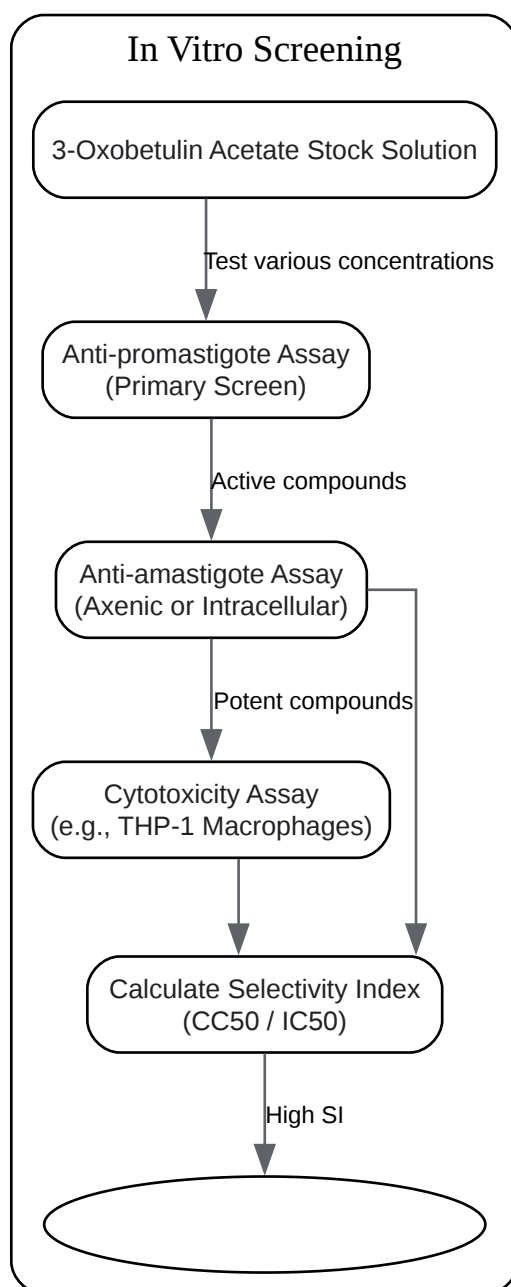 In Vitro Screening
3-Oxobetulin Acetate Stock Solution
Test various concentrations
Anti-promastigote Assay
(Primary Screen)
Active compounds
Anti-amastigote Assay
(Axenic or Intracellular)
Potent compounds
Cytotoxicity Assay
(e.g., THP-1 Macrophages)
Calculate Selectivity Index
(CC50 / IC50)
High SI